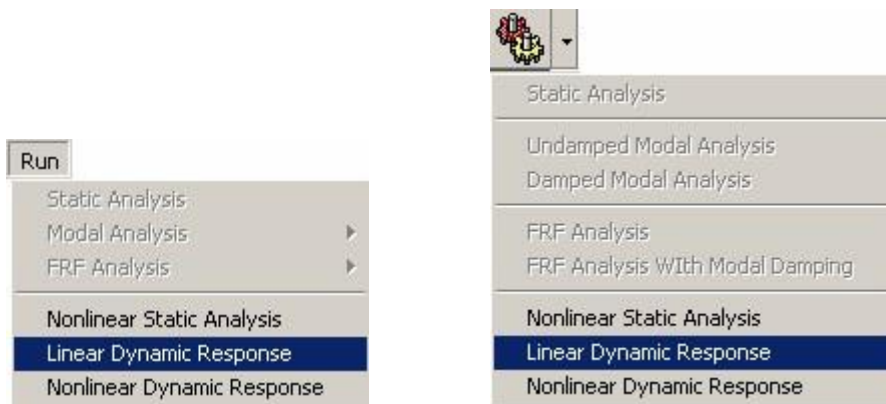 Run
Static Analysis
Modal Analysis
FRF Analysis
Nonlinear Static Analysis
Linear Dynamic Response
Nonlinear Dynamic Response
Static Analysis
Undamped Modal Analysis
Damped Modal Analysis
FRF Analysis
FRF Analysis WIth Modal Damping
Nonlinear Static Analysis
Linear Dynamic Response
Nonlinear Dynamic Response